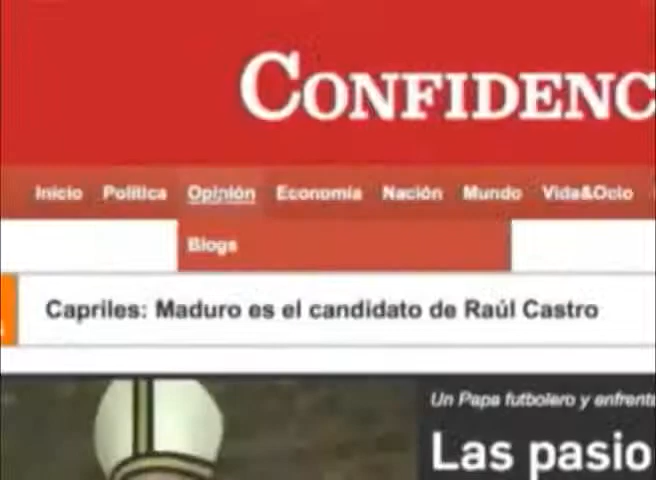 CONFIDENC
Inicio Política Opinión Economía Nación Mundo Vida&Ocio
Blogs
Capriles: Maduro es el candidato de Raúl Castro
Un Papa futbolero y enfrent
Las pasio